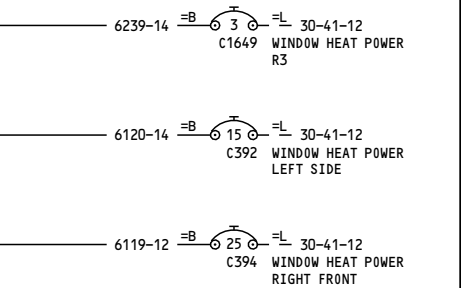 6239-14 =B 3 =L 30-41-12
C1649 WINDOW HEAT POWER
R3
6120-14 =B 15 =L 30-41-12
C392 WINDOW HEAT POWER
LEFT SIDE
6119-12 =B 25 =L 30-41-12
C394 WINDOW HEAT POWER
RIGHT FRONT